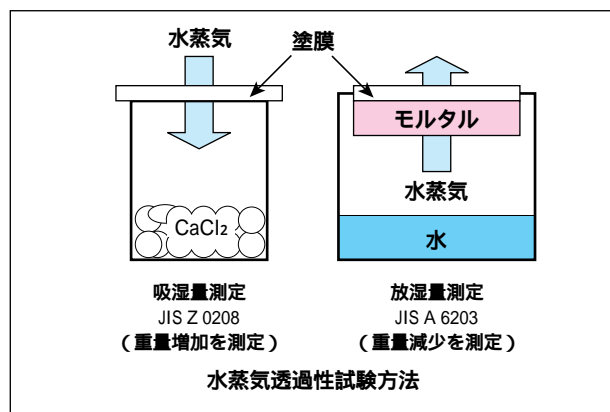 水蒸気
塗膜
モルタル
水蒸気
CaCl₂
水
吸湿量測定
JIS Z 0208
(重量増加を測定)
放湿量測定
JIS A 6203
(重量減少を測定)
水蒸気透過性試験方法